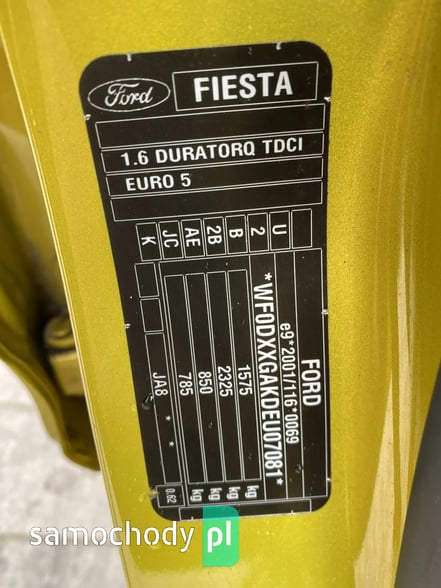 Ford
FIESTA
1.6 DURATORQ TDCI
EURO 5
K JC AE 2B B 2 U
FORD
e9*2001/116*0069
*WF0DXXGAKDEU07081*
1575 kg
2325 kg
850 kg
785 kg
JA8 * * 0.62
samochody pl